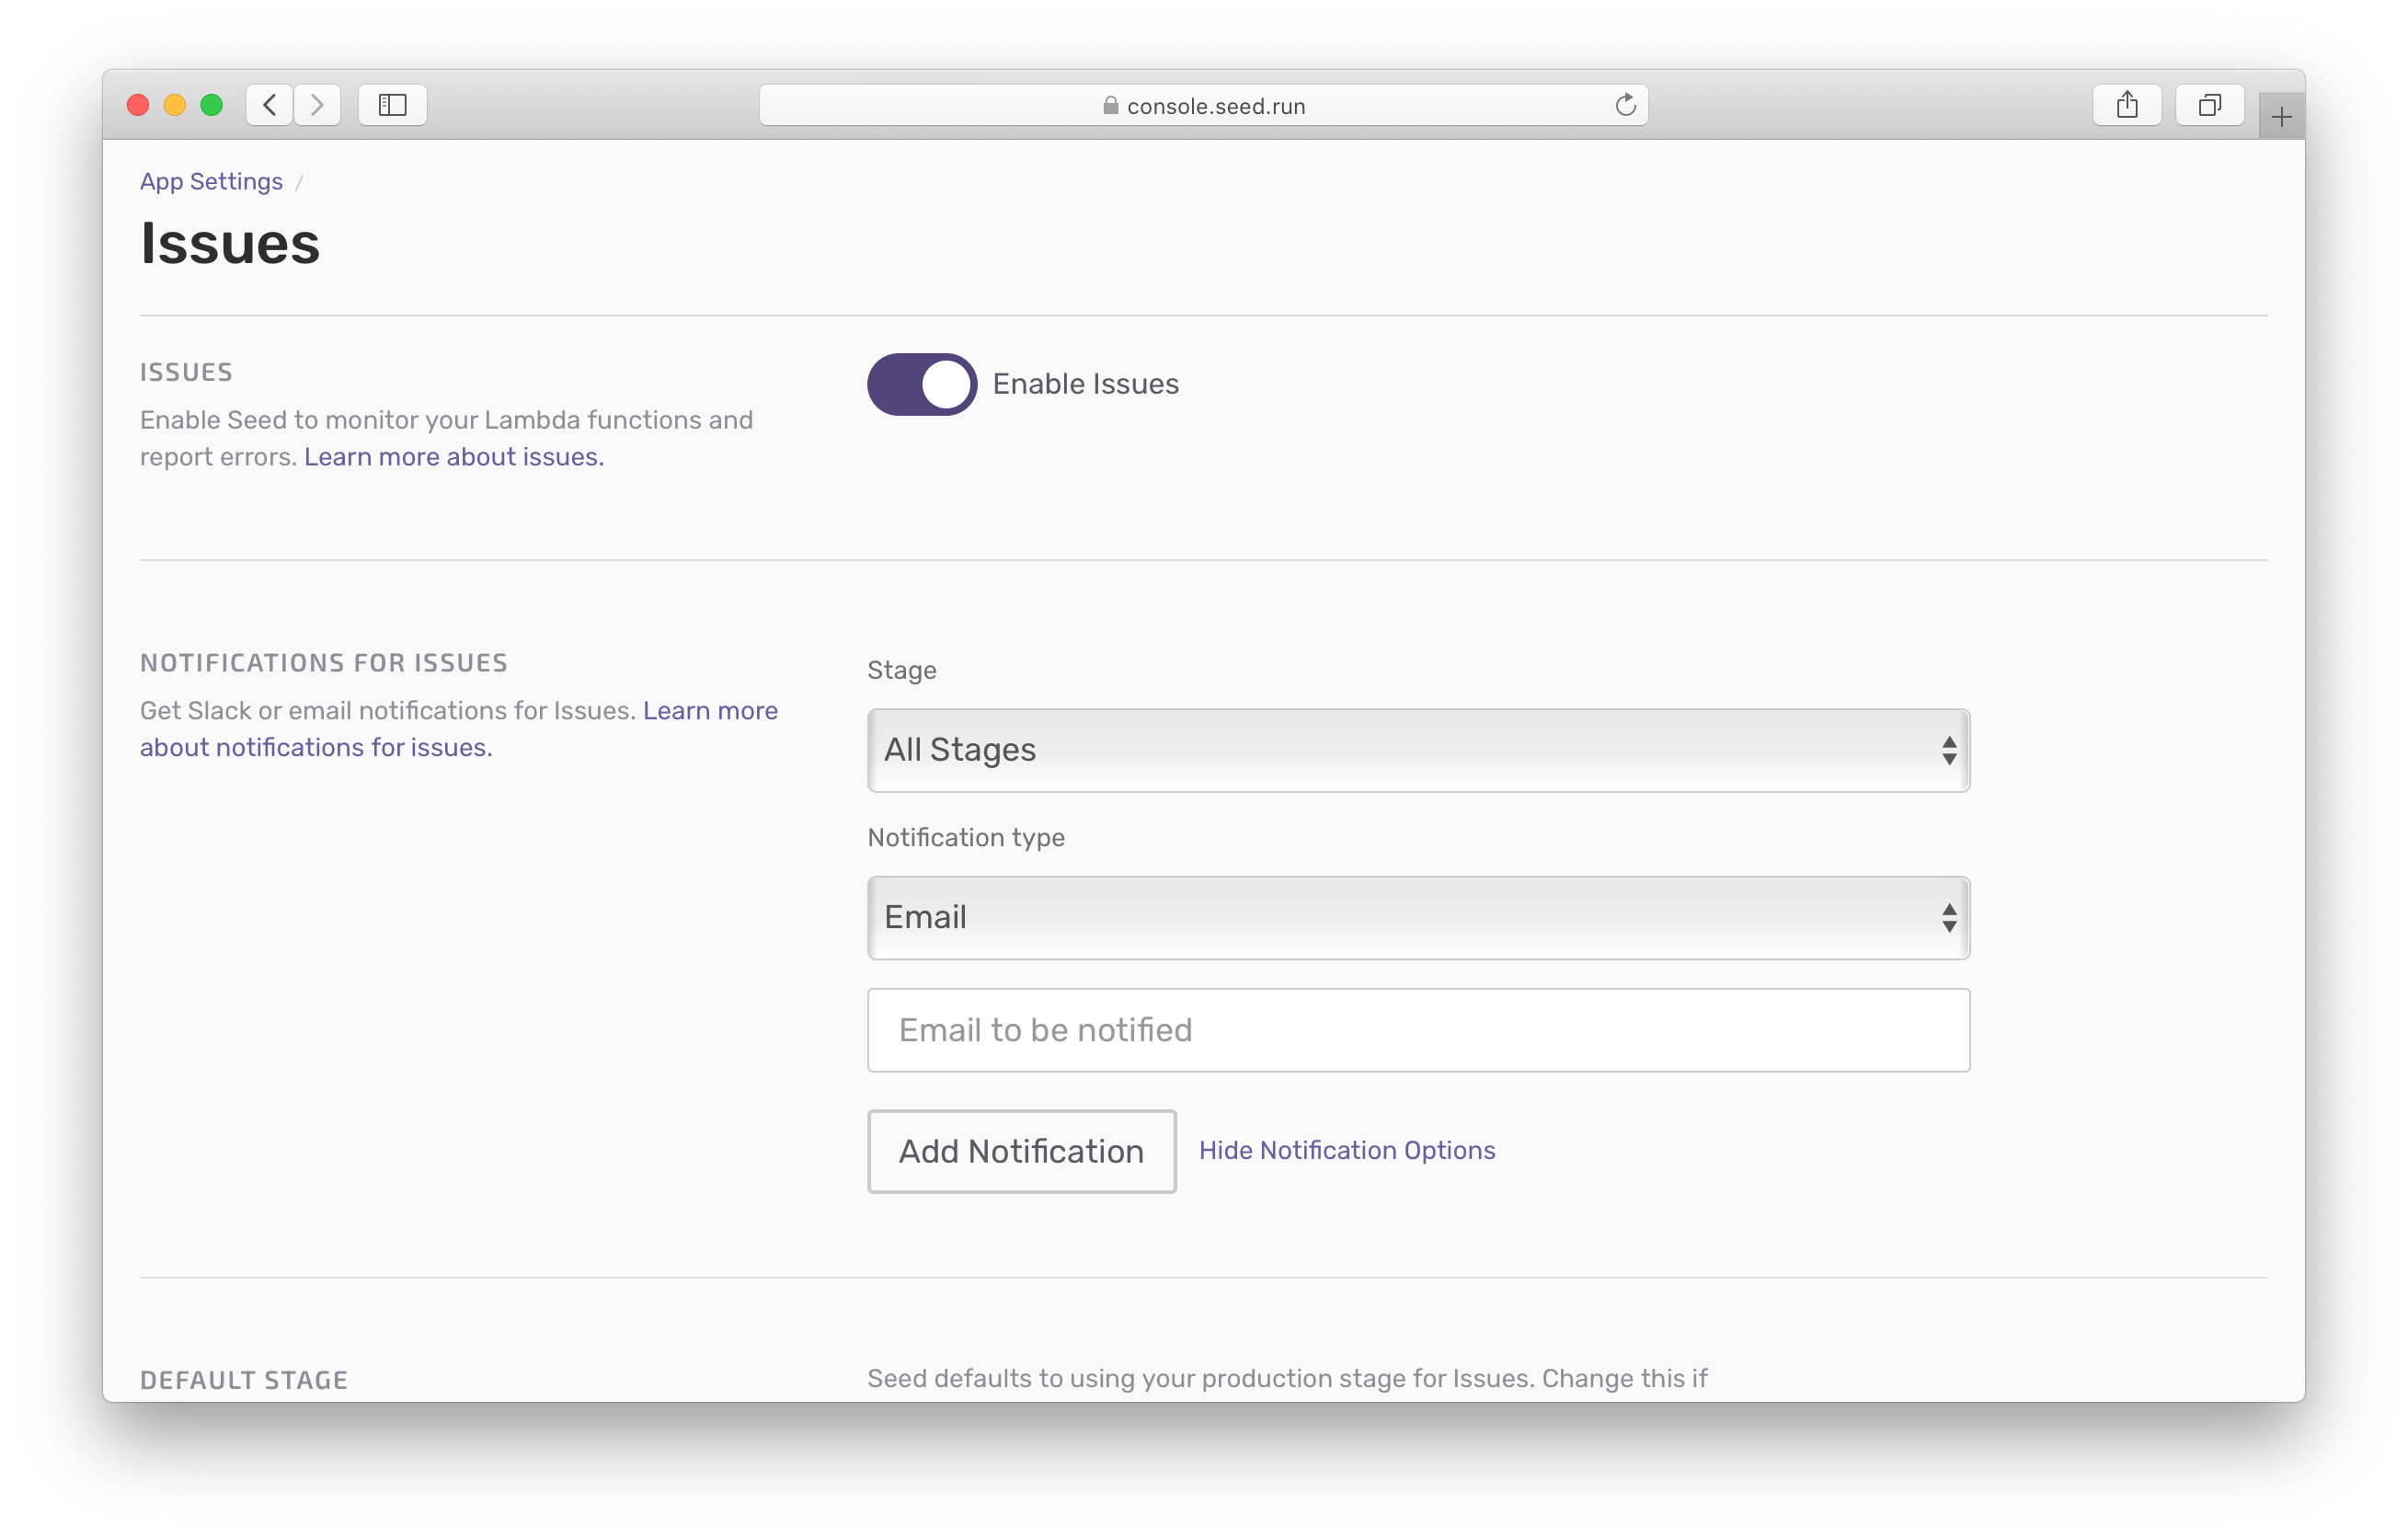 console.seed.run
App Settings /
Issues
ISSUES
Enable Seed to monitor your Lambda functions and
report errors. Learn more about issues.
Enable Issues
NOTIFICATIONS FOR ISSUES
Get Slack or email notifications for Issues. Learn more
about notifications for issues.
Stage
All Stages
Notification type
Email
Email to be notified
Add Notification
Hide Notification Options
DEFAULT STAGE
Seed defaults to using your production stage for Issues. Change this if